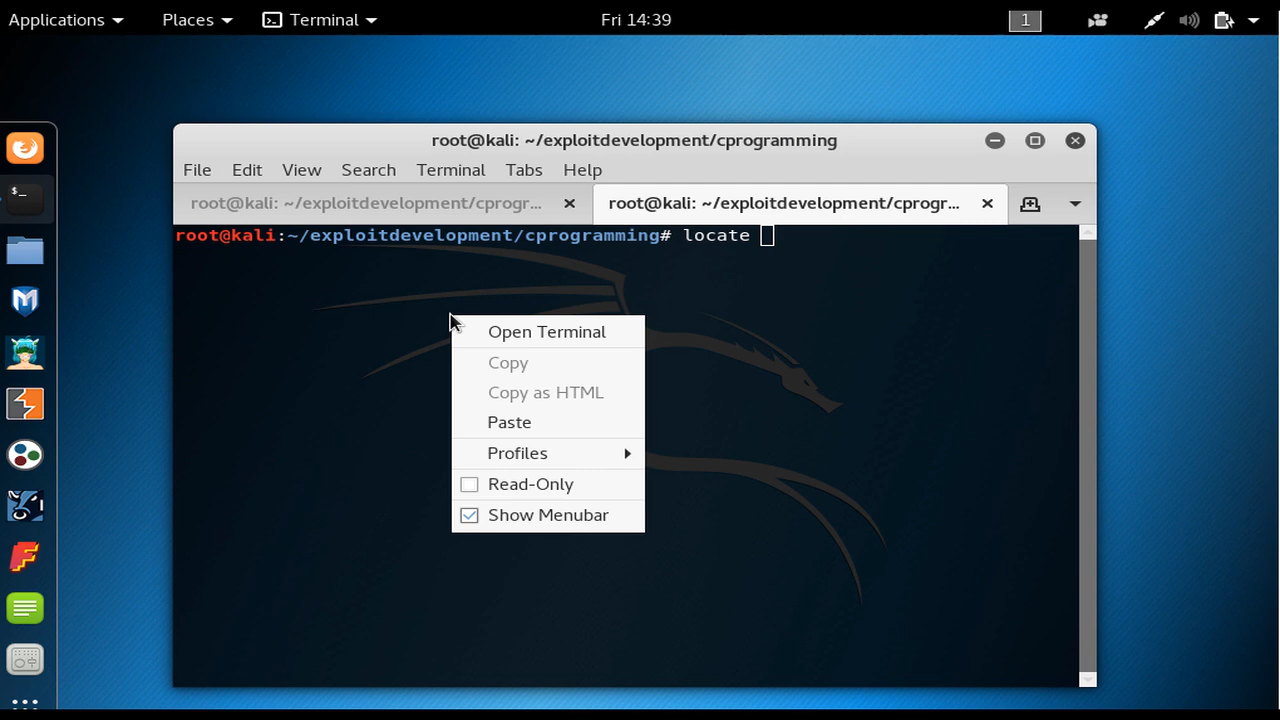 Applications Places Terminal Fri 14:39 1
root@kali: ~/exploitdevelopment/cprogramming
File Edit View Search Terminal Tabs Help
root@kali: ~/exploitdevelopment/cprogr... root@kali: ~/exploitdevelopment/cprogr...
root@kali:~/exploitdevelopment/cprogramming# locate
Open Terminal
Copy
Copy as HTML
Paste
Profiles
Read-Only
Show Menubar